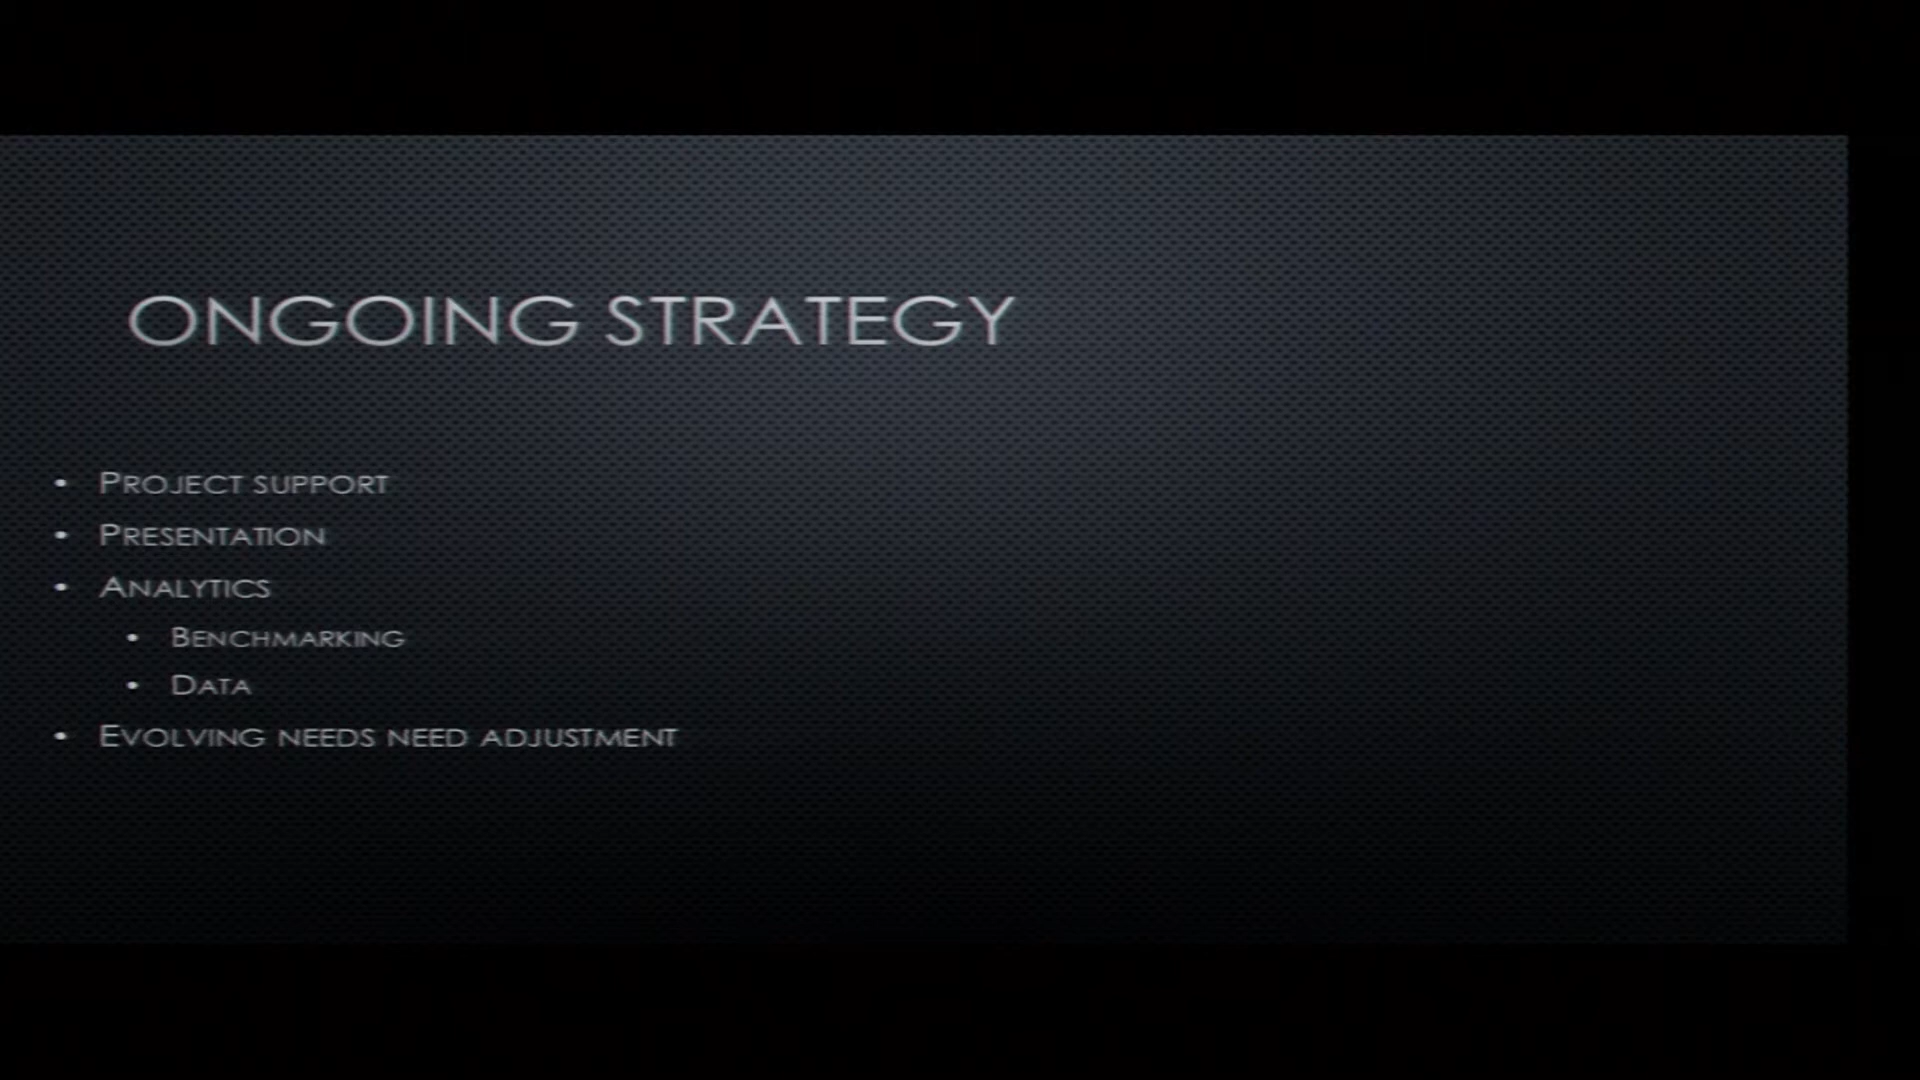 ONGOING STRATEGY
• PROJECT SUPPORT
• PRESENTATION
• ANALYTICS
• BENCHMARKING
• DATA
• EVOLVING NEEDS NEED ADJUSTMENT